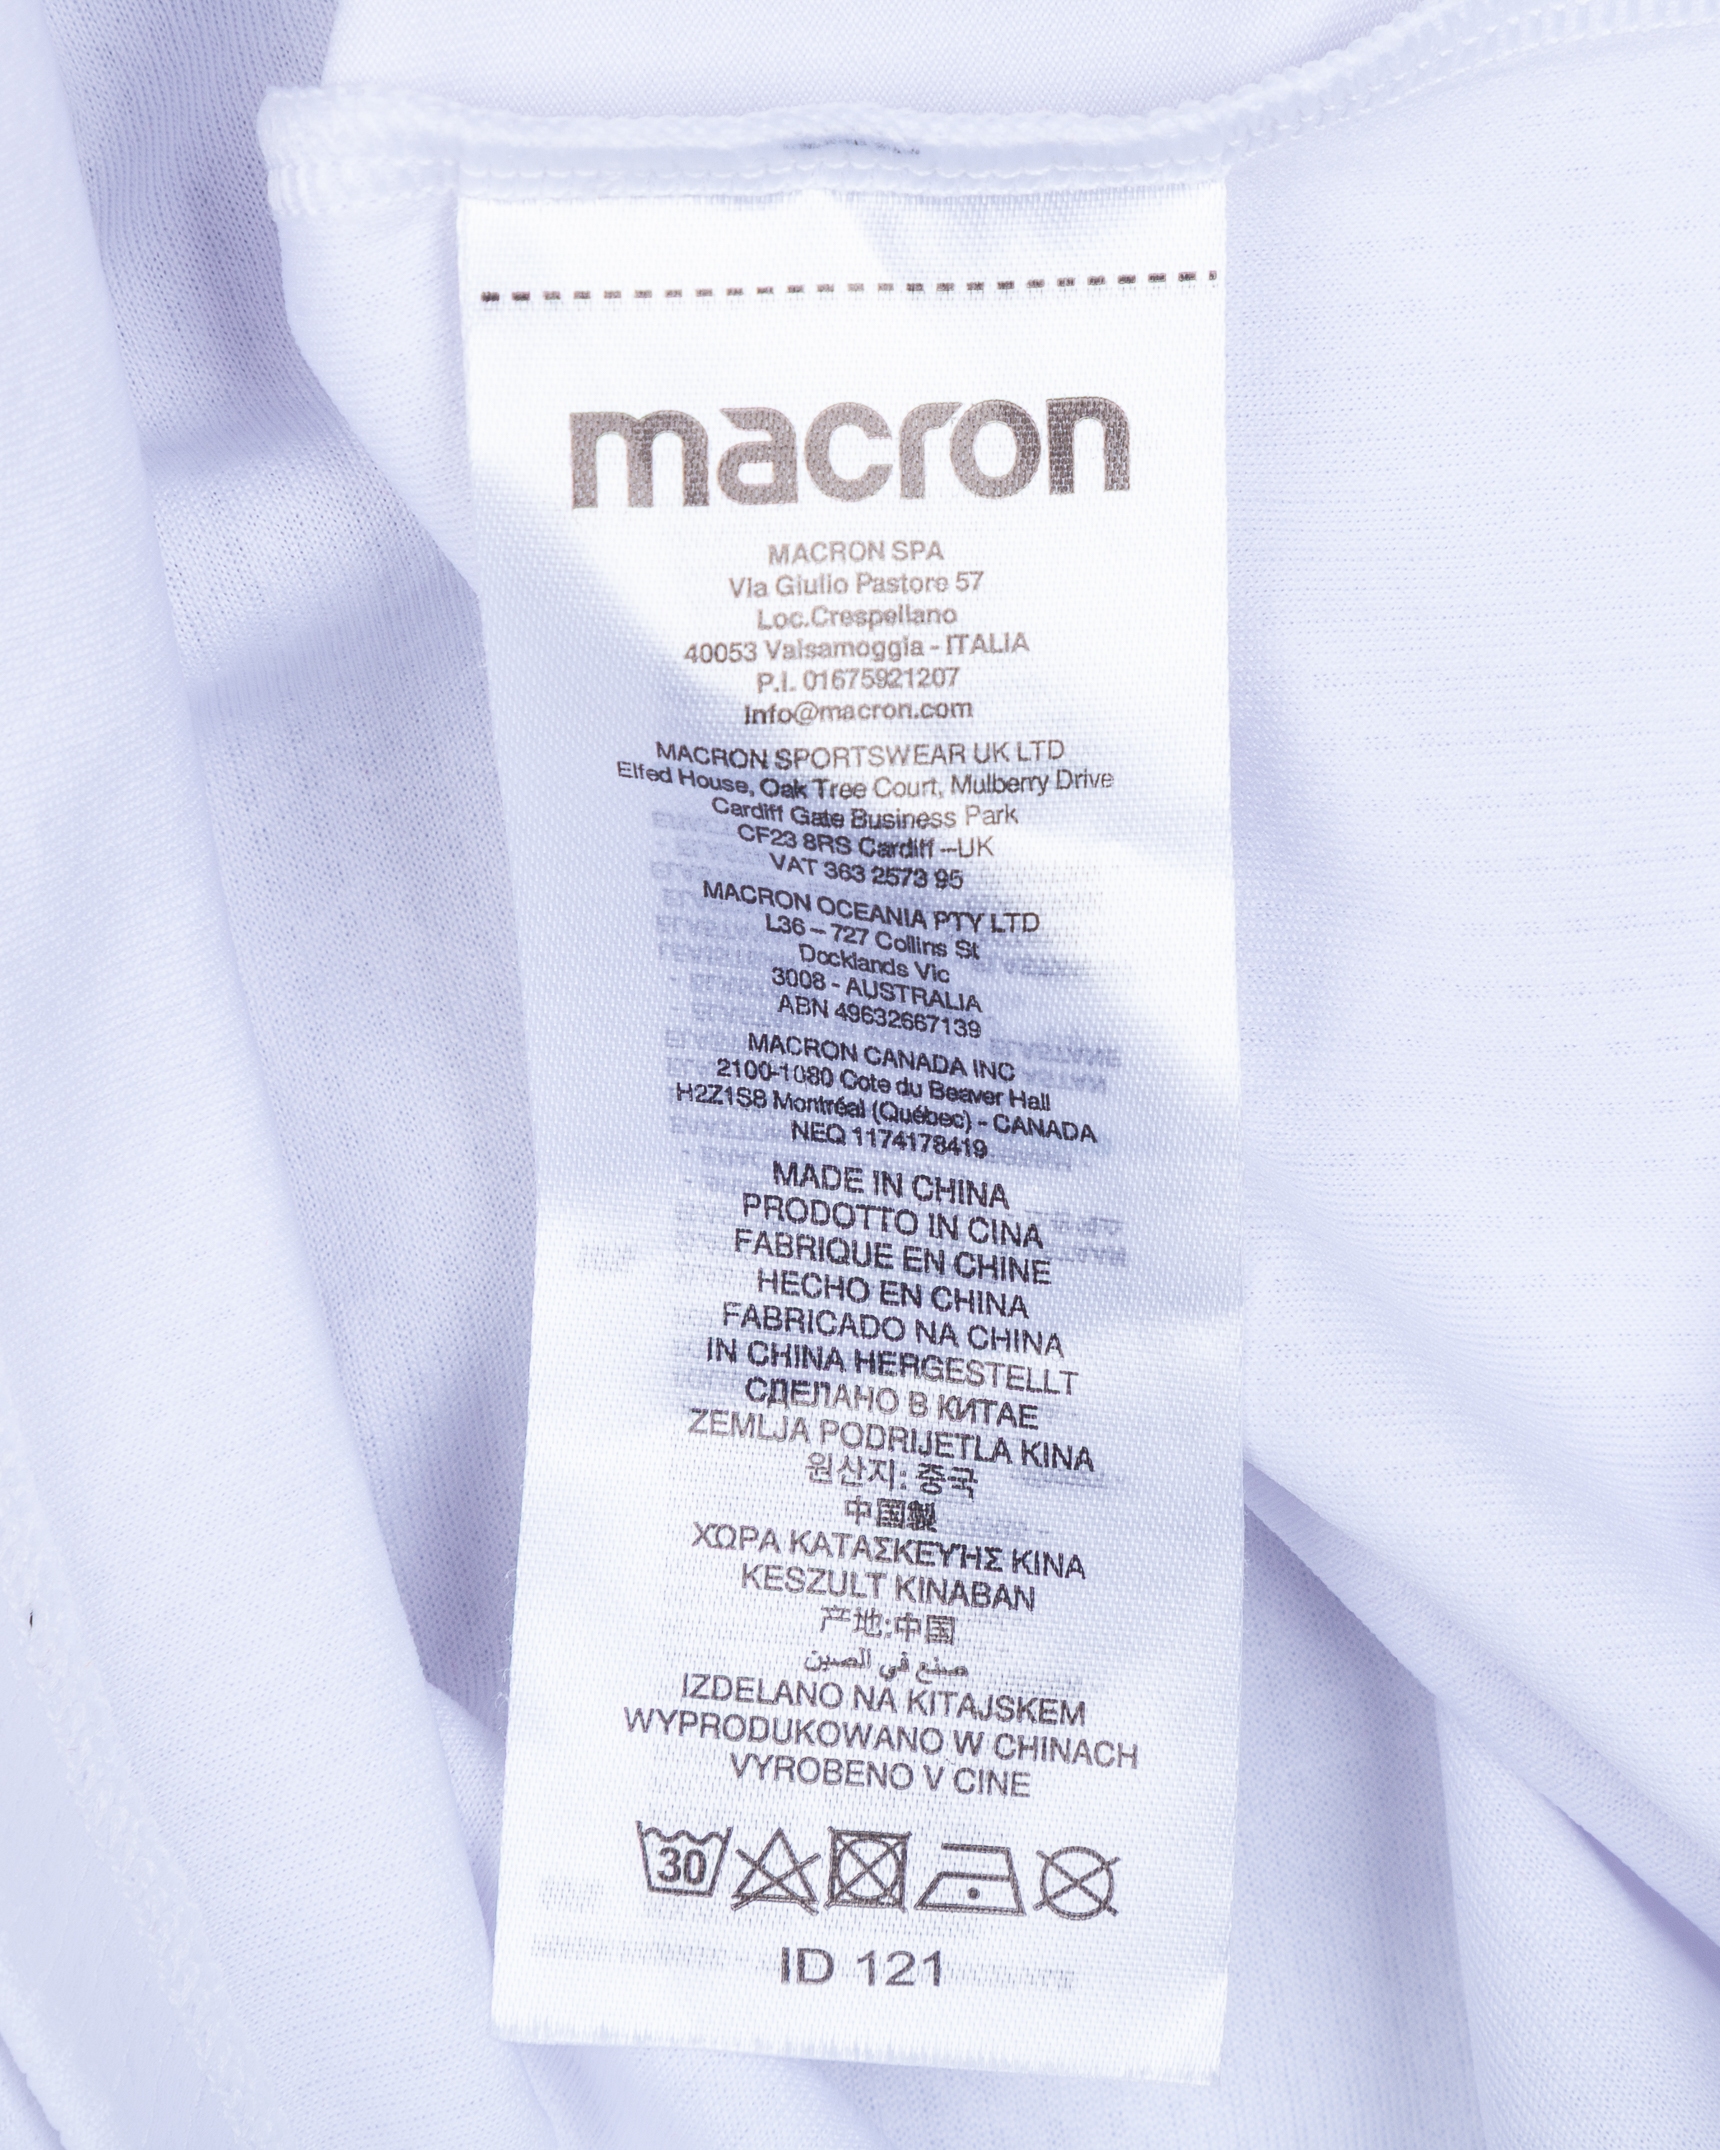 macron
MACRON SPA
Via Giulio Pastore 57
Loc.Crespellano
40053 Valsamoggia - ITALIA
P.I. 01675921207
info@macron.com
MACRON SPORTSWEAR UK LTD
Elfed House, Oak Tree Court, Mulberry Drive
Cardiff Gate Business Park
CF23 8RS Cardiff –UK
VAT 363 2573 95
MACRON OCEANIA PTY LTD
L36 – 727 Collins St
Docklands Vic
3008 - AUSTRALIA
ABN 49632667139
MACRON CANADA INC
2100-1080 Cote du Beaver Hall
H2Z1S8 Montréal (Québec) - CANADA
NEQ 1174178419
MADE IN CHINA
PRODOTTO IN CINA
FABRIQUE EN CHINE
HECHO EN CHINA
FABRICADO NA CHINA
IN CHINA HERGESTELLT
СДЕЛАНО В КИТАЕ
ZEMLJA PODRIJETLA KINA
원산지: 중국
中国製
ΧΩΡΑ ΚΑΤΑΣΚΕΥΉΣ ΚΙΝΑ
KESZULT KINABAN
产地:中国
صنع في الصين
IZDELANO NA KITAJSKEM
WYPRODUKOWANO W CHINACH
VYROBENO V CINE
30
ID 121